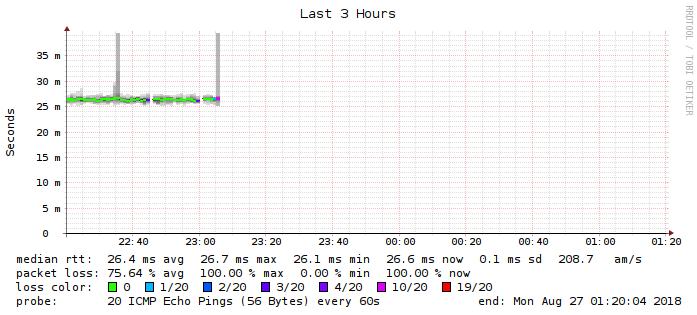 Last 3 Hours
RRDTOOL / TOBI OETIKER
Seconds
35 m
30 m
25 m
20 m
15 m
10 m
5 m
0
22:40 23:00 23:20 23:40 00:00 00:20 00:40 01:00 01:20
median rtt: 26.4 ms avg 26.7 ms max 26.1 ms min 26.6 ms now 0.1 ms sd 208.7 am/s
packet loss: 75.64 % avg 100.00 % max 0.00 % min 100.00 % now
loss color: 0 1/20 2/20 3/20 4/20 10/20 19/20
probe: 20 ICMP Echo Pings (56 Bytes) every 60s end: Mon Aug 27 01:20:04 2018